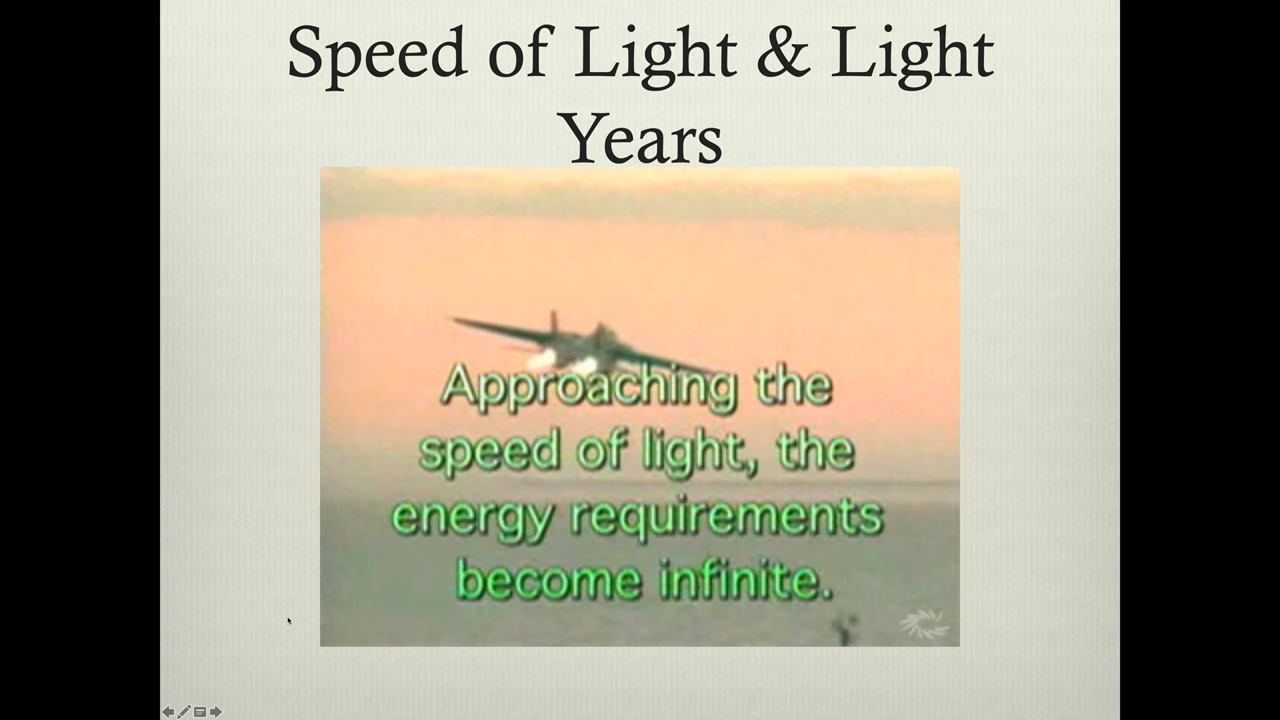 Speed of Light & Light
Years
Approaching the
speed of light, the
energy requirements
become infinite.